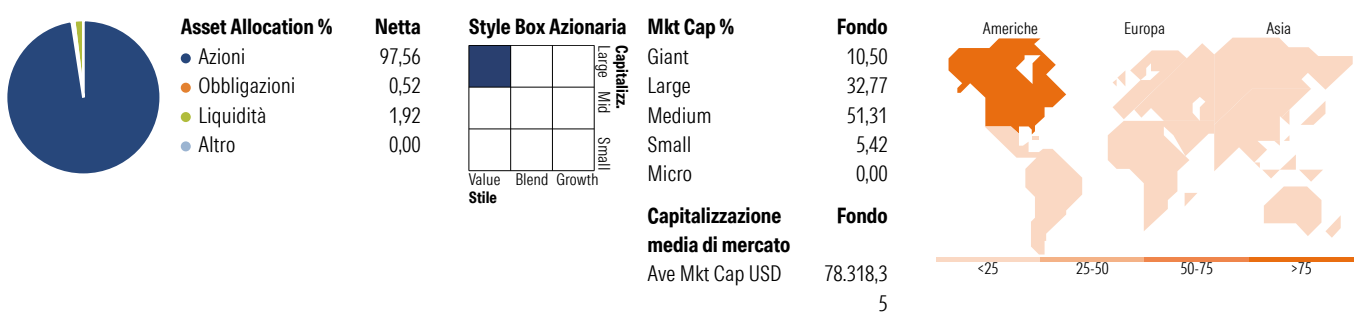 Asset Allocation % Netta
Azioni 97,56
Obbligazioni 0,52
Liquidità 1,92
Altro 0,00
Style Box Azionaria
Capitalizz.
Large Mid Small
Value Blend Growth
Stile
Mkt Cap % Fondo
Giant 10,50
Large 32,77
Medium 51,31
Small 5,42
Micro 0,00
Capitalizzazione Fondo
media di mercato
Ave Mkt Cap USD 78.318,3
5
Americhe Europa Asia
<25 25-50 50-75 >75